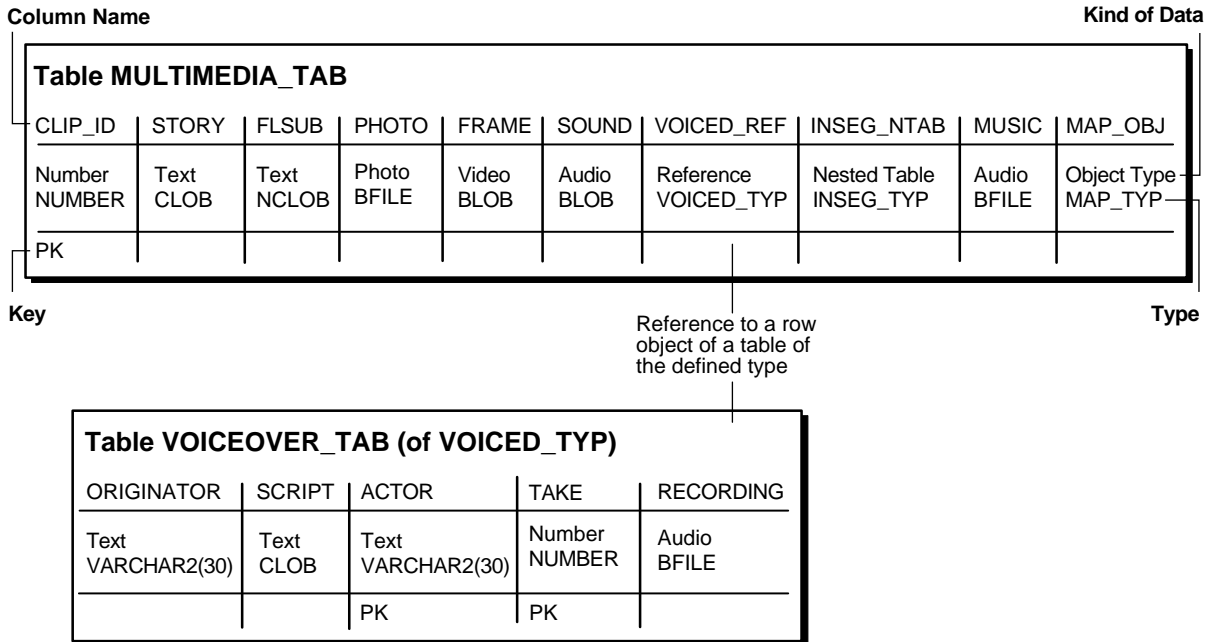 Column Name
Kind of Data
Table MULTIMEDIA_TAB
CLIP_ID STORY FLSUB PHOTO FRAME SOUND VOICED_REF INSEG_NTAB MUSIC MAP_OBJ
Number Text Text Photo Video Audio Reference Nested Table Audio Object Type
NUMBER CLOB NCLOB BFILE BLOB BLOB VOICED_TYP INSEG_TYP BFILE MAP_TYP
PK
Key
Type
Reference to a row
object of a table of
the defined type
Table VOICEOVER_TAB (of VOICED_TYP)
ORIGINATOR SCRIPT ACTOR TAKE RECORDING
Text Text Text Number Audio
VARCHAR2(30) CLOB VARCHAR2(30) NUMBER BFILE
PK PK